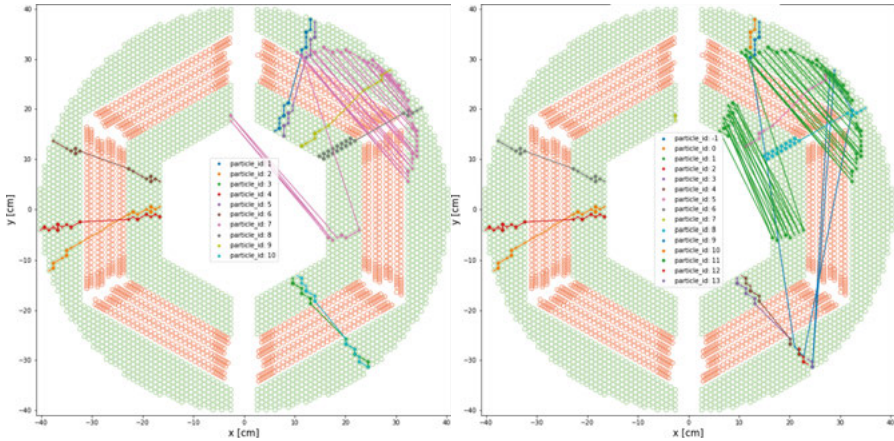 40
30
20
10
0
−10
−20
−30
−40
y [cm]
particle_id: 1
particle_id: 2
particle_id: 3
particle_id: 4
particle_id: 5
particle_id: 6
particle_id: 7
particle_id: 8
particle_id: 9
particle_id: 10
−40 −30 −20 −10 0 10 20 30 40
x [cm]
40
30
20
10
0
−10
−20
−30
−40
y [cm]
particle_id: -1
particle_id: 0
particle_id: 1
particle_id: 2
particle_id: 3
particle_id: 4
particle_id: 5
particle_id: 6
particle_id: 7
particle_id: 8
particle_id: 9
particle_id: 10
particle_id: 11
particle_id: 12
particle_id: 13
−40 −30 −20 −10 0 10 20 30 40
x [cm]